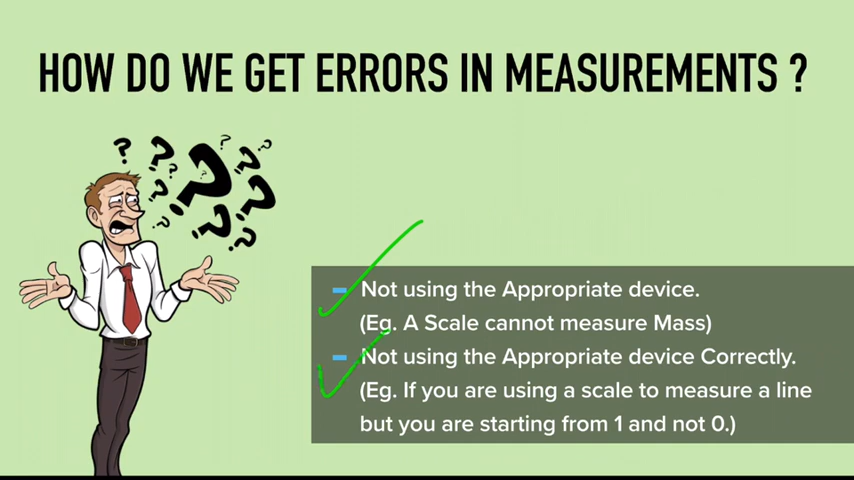 HOW DO WE GET ERRORS IN MEASUREMENTS ?
- Not using the Appropriate device.
(Eg. A Scale cannot measure Mass)
- Not using the Appropriate device Correctly.
(Eg. If you are using a scale to measure a line
but you are starting from 1 and not 0.)